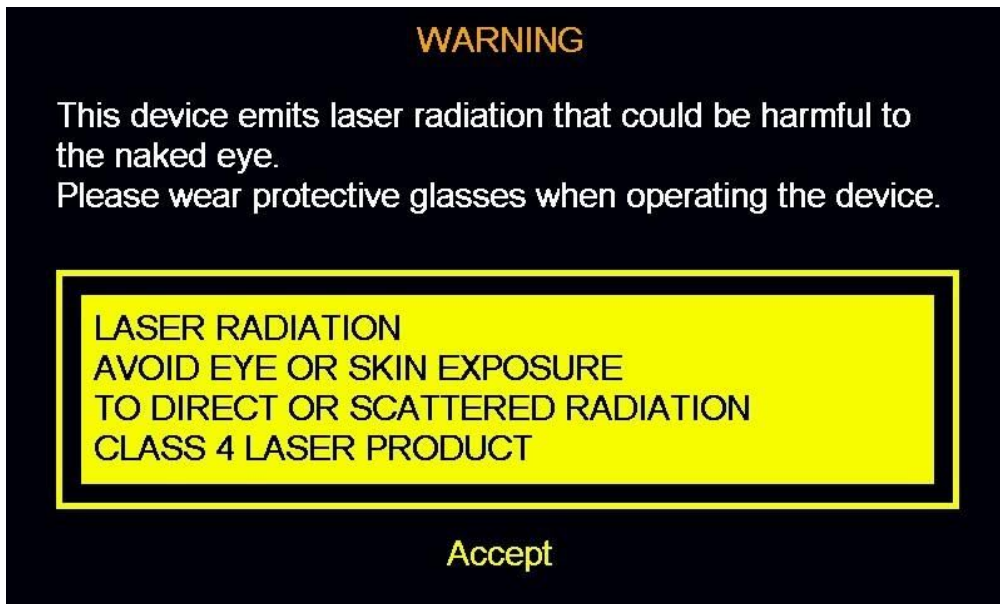 WARNING
This device emits laser radiation that could be harmful to
the naked eye.
Please wear protective glasses when operating the device.
LASER RADIATION
AVOID EYE OR SKIN EXPOSURE
TO DIRECT OR SCATTERED RADIATION
CLASS 4 LASER PRODUCT
Accept